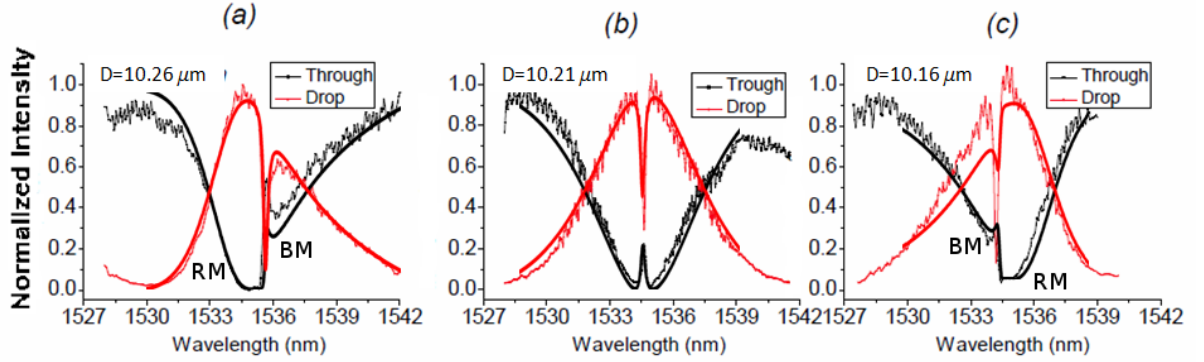 (a) (b) (c)
Normalized Intensity
D=10.26 μm
Through
Drop
1.0
0.8
0.6
0.4
0.2
0.0
RM
BM
1527 1530 1533 1536 1539 1542
Wavelength (nm)
D=10.21 μm
Trough
Drop
1.0
0.8
0.6
0.4
0.2
0.0
1527 1530 1533 1536 1539 1542
Wavelength (nm)
D=10.16 μm
Through
Drop
1.0
0.8
0.6
0.4
0.2
0.0
BM
RM
1527 1530 1533 1536 1539 1542
Wavelength (nm)